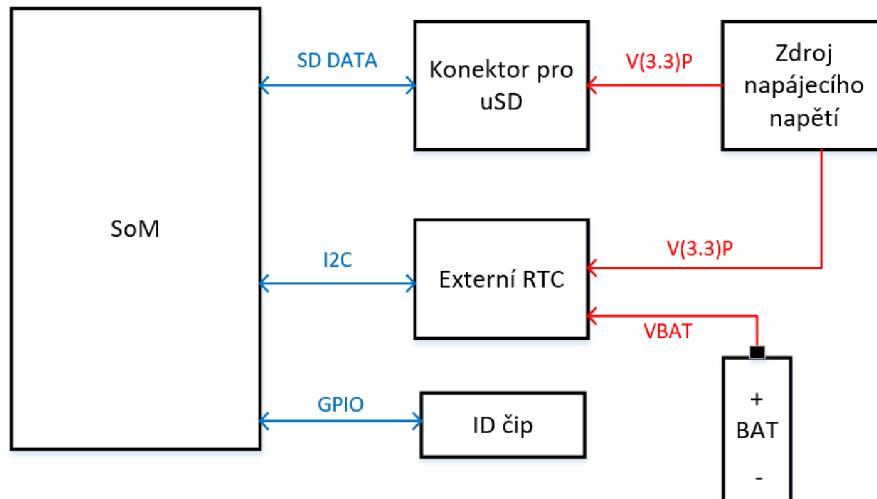 SD DATA
Konektor pro
uSD
V(3.3)P
Zdroj
napájecího
napětí
SoM
I2C
Externí RTC
V(3.3)P
VBAT
GPIO
ID čip
+
BAT
-